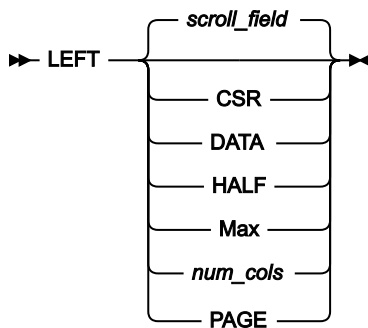 scroll_field
LEFT
CSR
DATA
HALF
Max
num_cols
PAGE